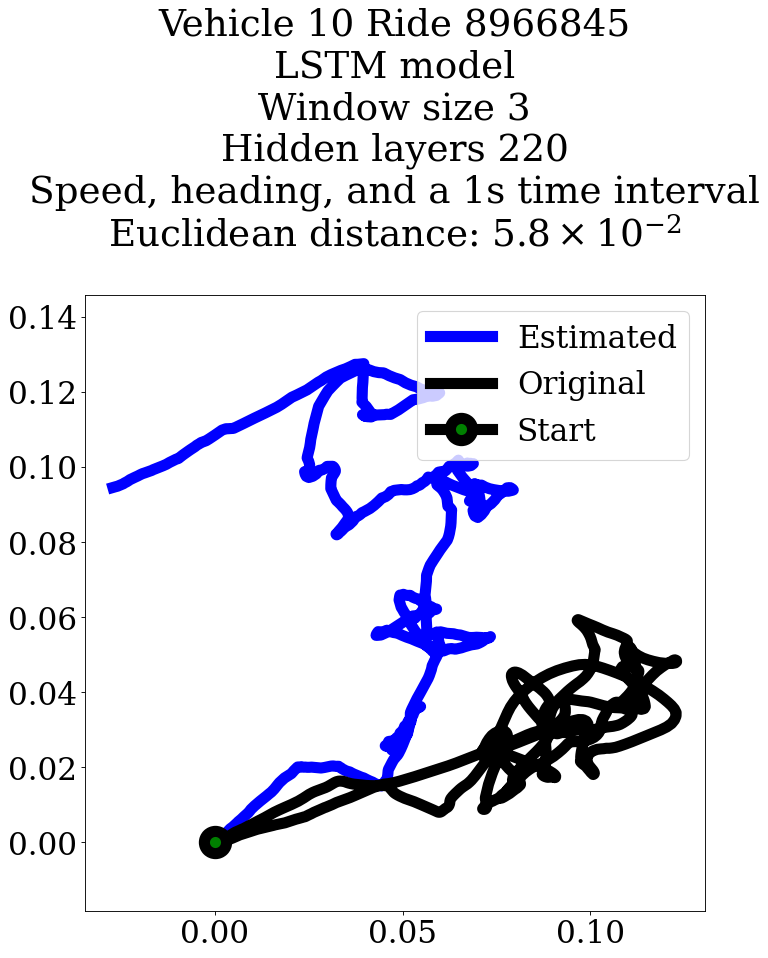 Vehicle 10 Ride 8966845
LSTM model
Window size 3
Hidden layers 220
Speed, heading, and a 1s time interval
Euclidean distance: 5.8 × 10⁻²
0.14
0.12
0.10
0.08
0.06
0.04
0.02
0.00
Estimated
Original
Start
0.00 0.05 0.10